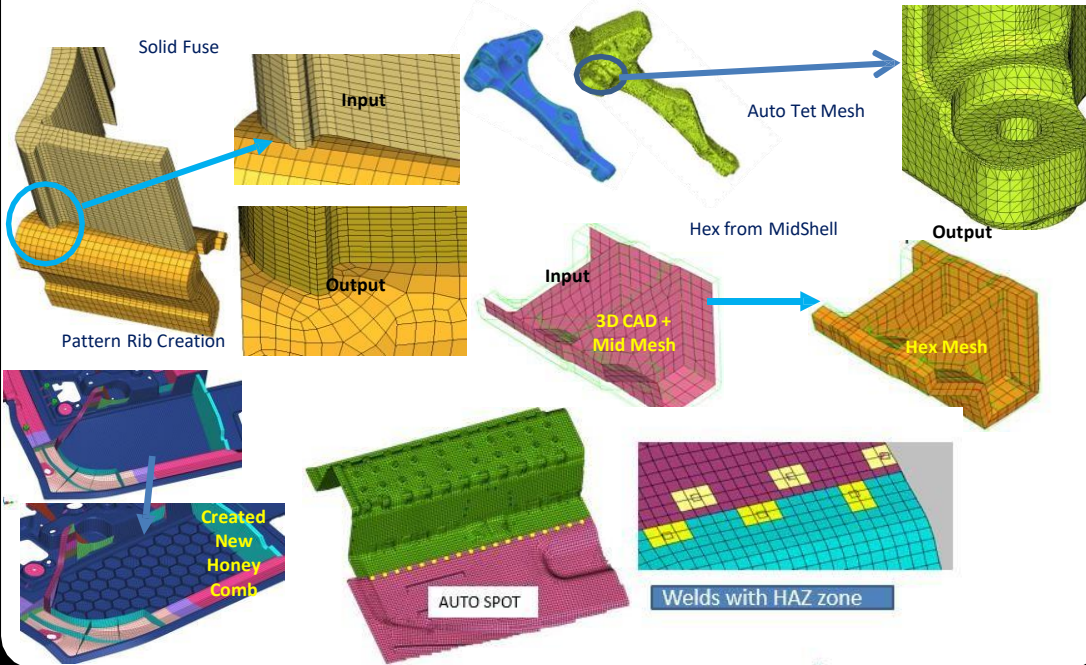 Solid Fuse
Input
Auto Tet Mesh
Output
Pattern Rib Creation
Hex from MidShell
Input
3D CAD +
Mid Mesh
Output
Hex Mesh
Created
New
Honey
Comb
AUTO SPOT
Welds with HAZ zone